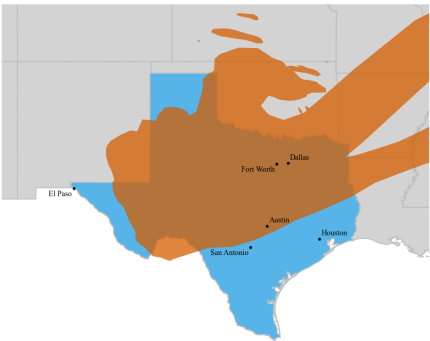 Dallas
Fort Worth
El Paso
Austin
Houston
San Antonio